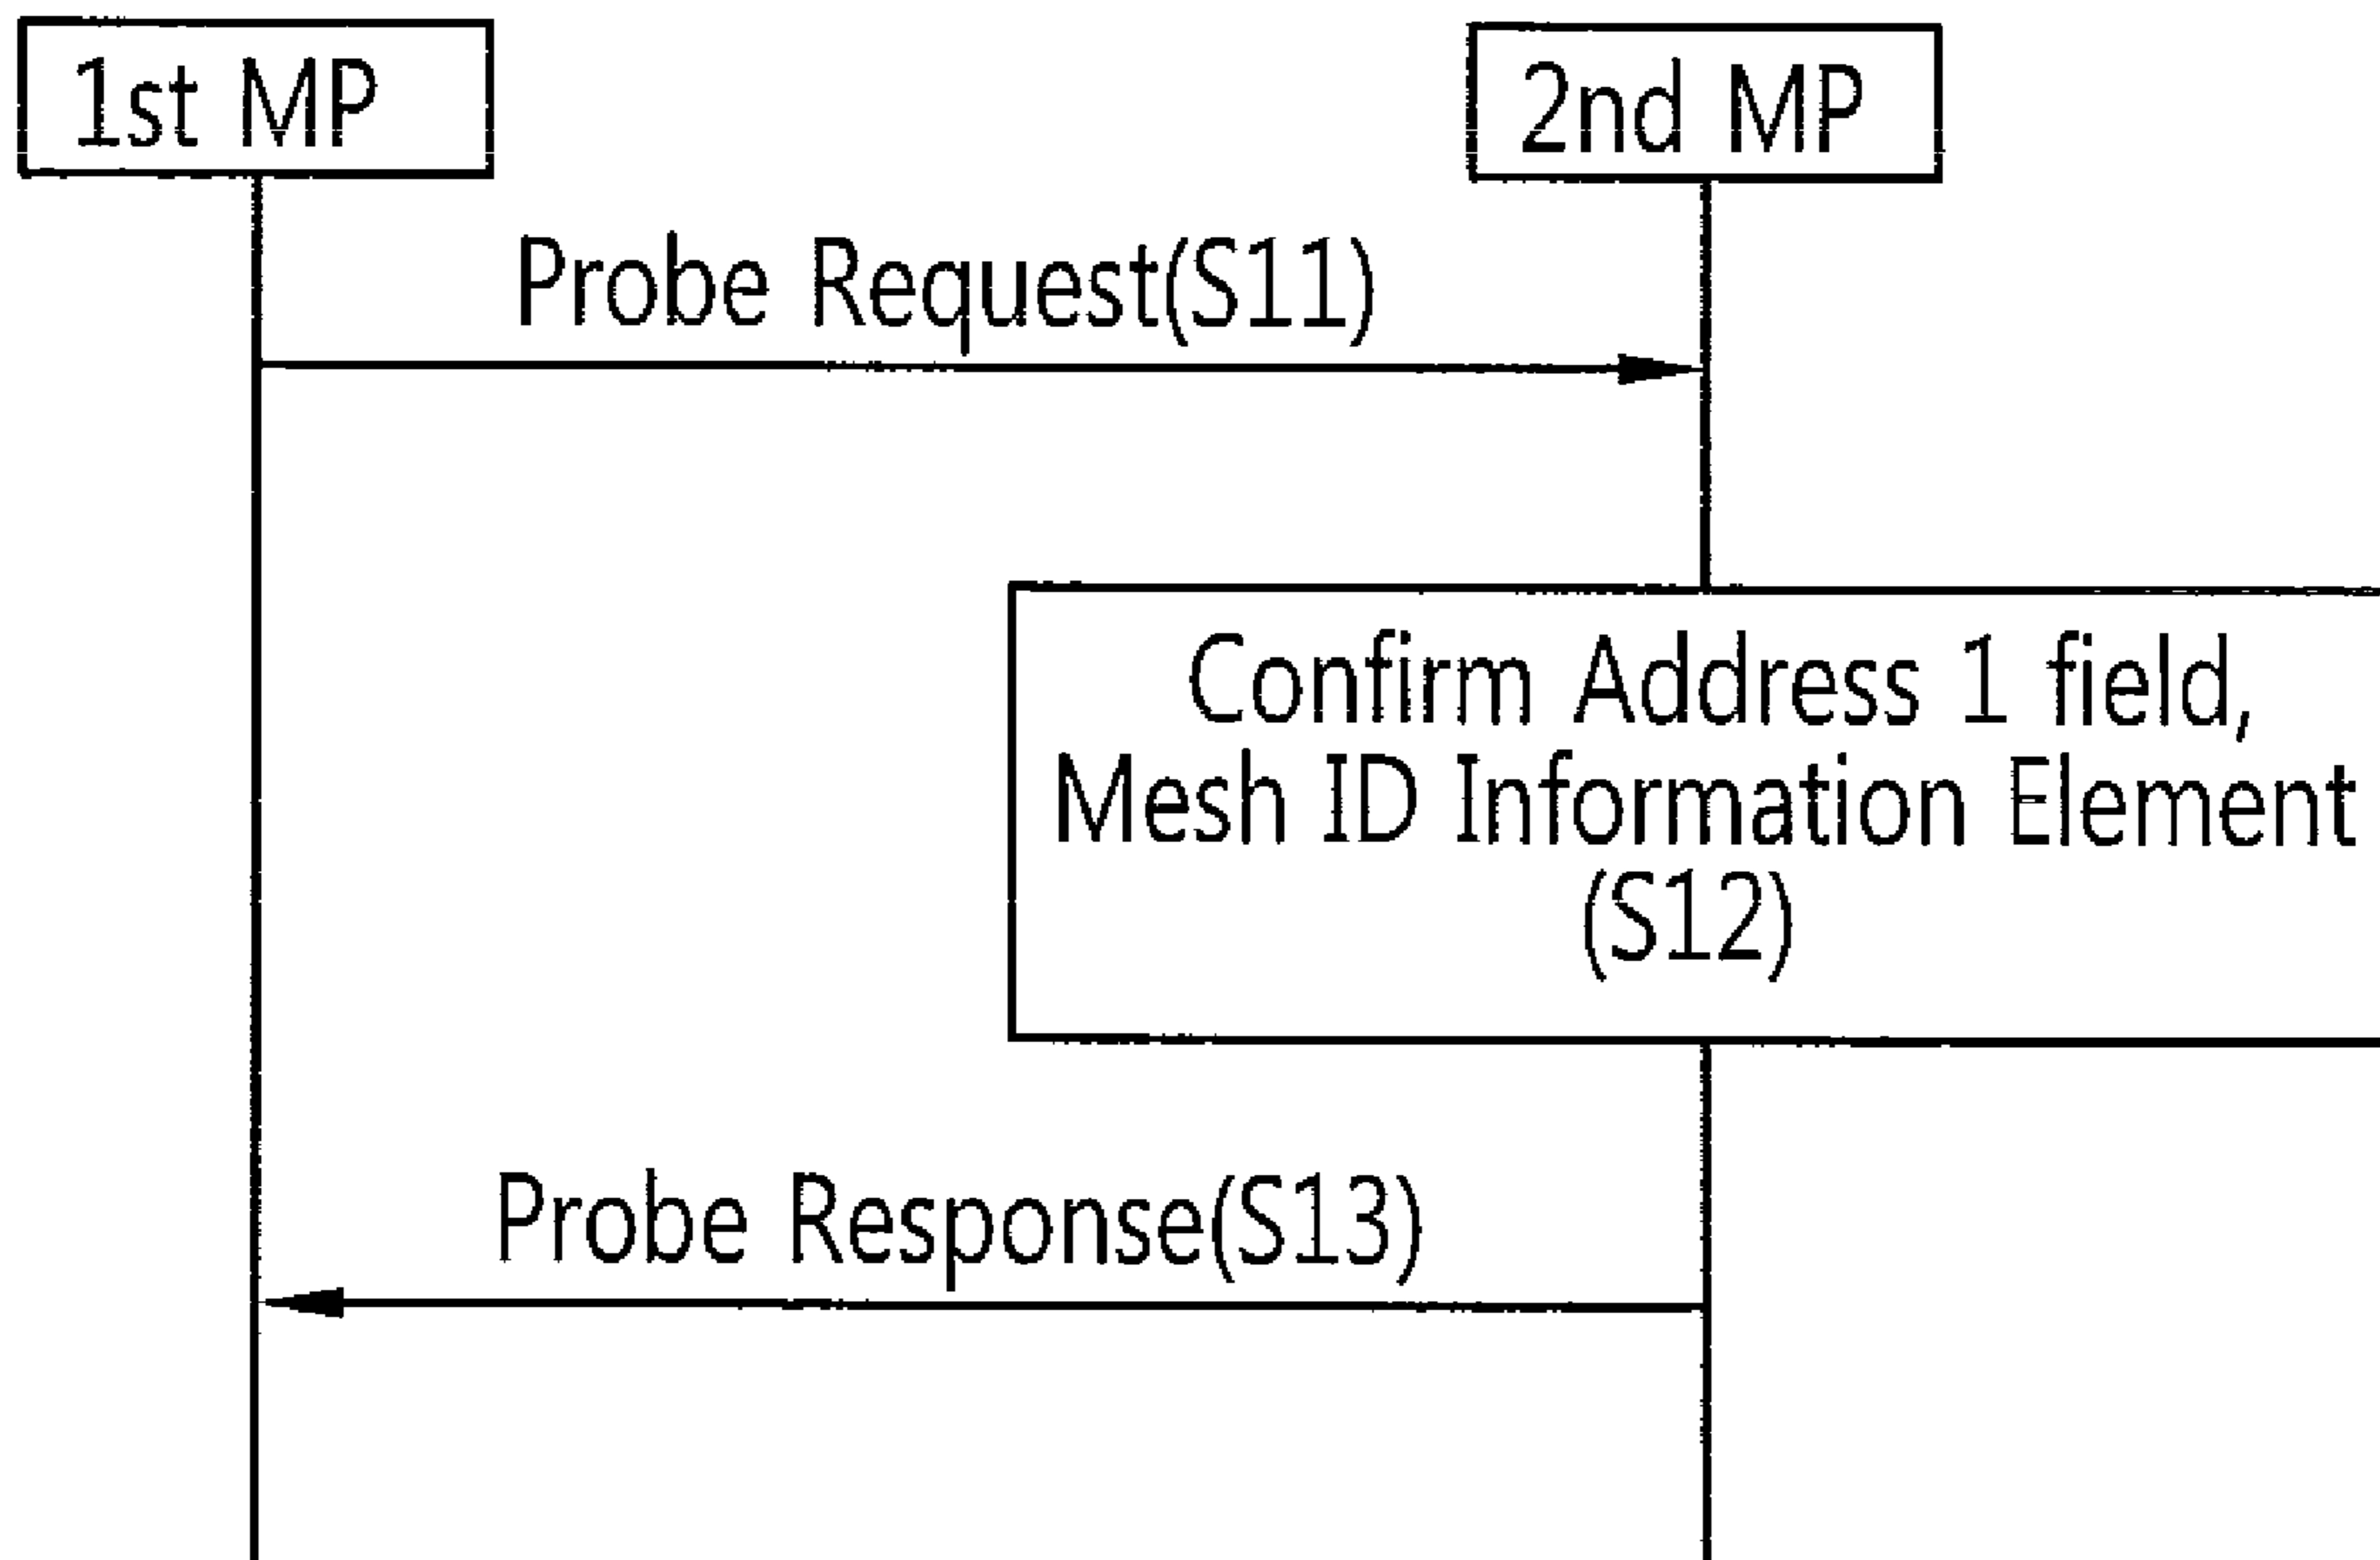 1st MP
2nd MP
Probe Request(S11)
Confirm Address 1 field,
Mesh ID Information Element
(S12)
Probe Response(S13)